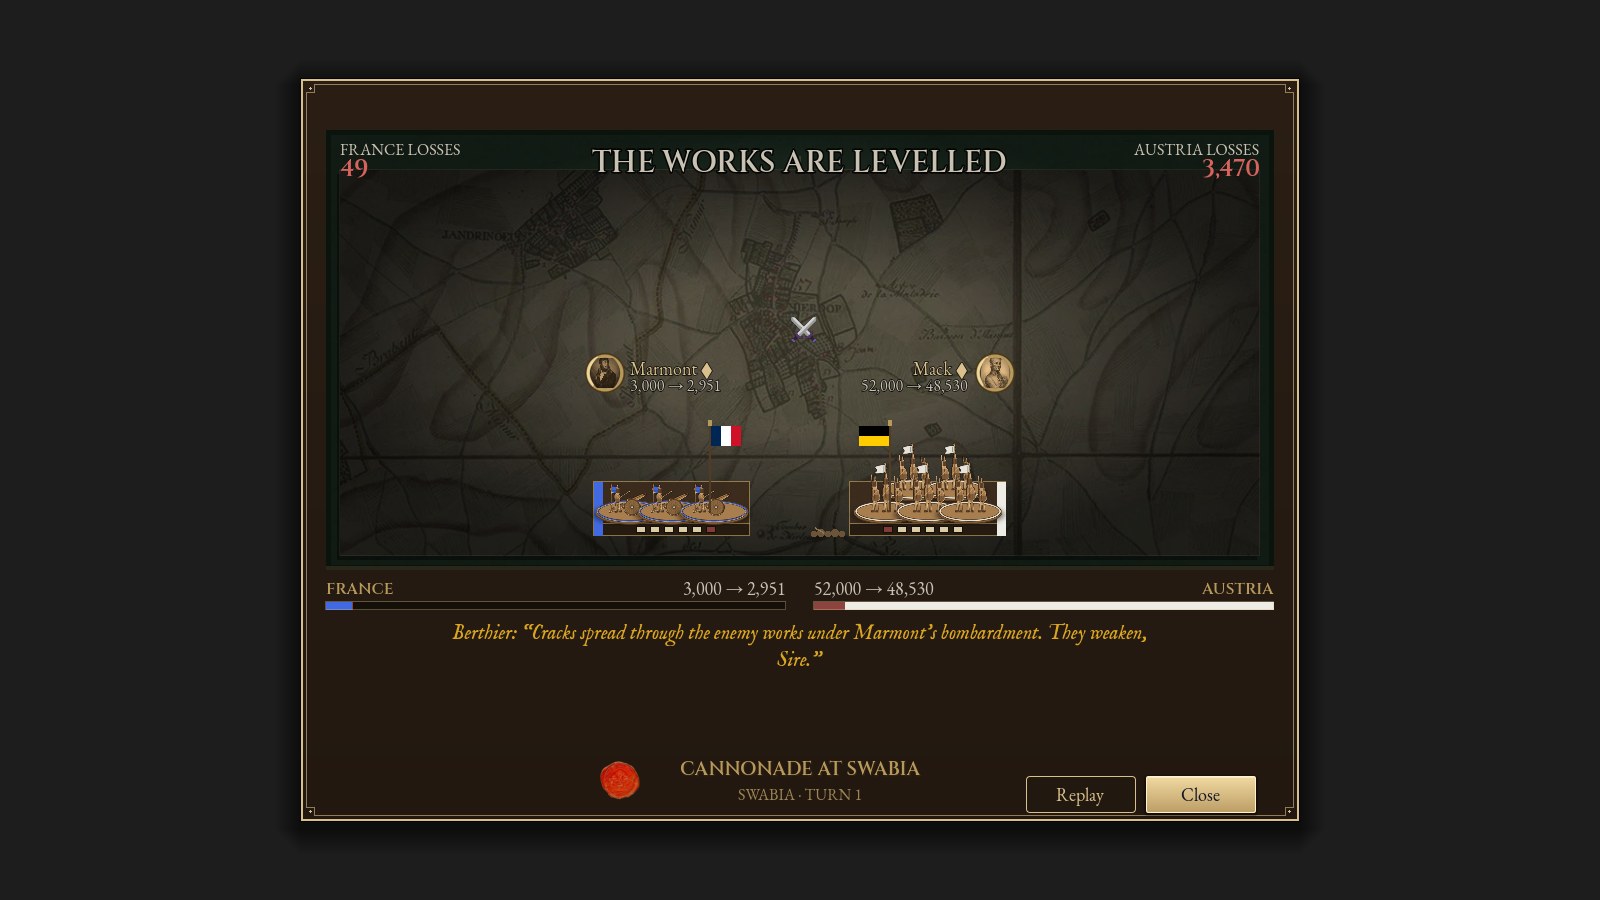 FRANCE LOSSES
49
THE WORKS ARE LEVELLED
AUSTRIA LOSSES
3,470
Marmont
3,000 → 2,951
Mack
52,000 → 48,530
FRANCE
3,000 → 2,951
52,000 → 48,530
AUSTRIA
Berthier: “Cracks spread through the enemy works under Marmont’s bombardment. They weaken,
Sire.”
CANNONADE AT SWABIA
SWABIA · TURN 1
Replay
Close